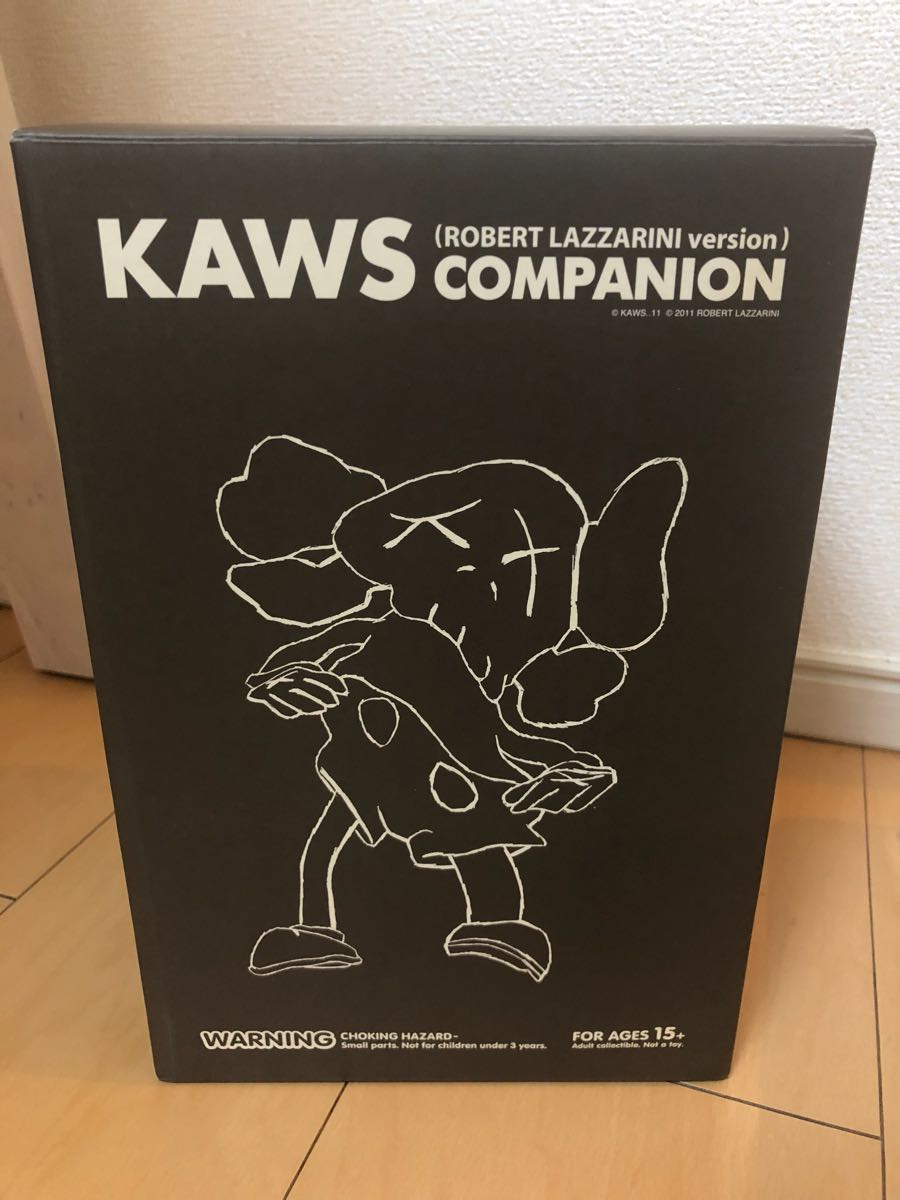 KAWS (ROBERT LAZZARINI version)
COMPANION
© KAWS..11 © 2011 ROBERT LAZZARINI
WARNING CHOKING HAZARD-
Small parts. Not for children under 3 years.
FOR AGES 15+
Adult collectible. Not a toy.